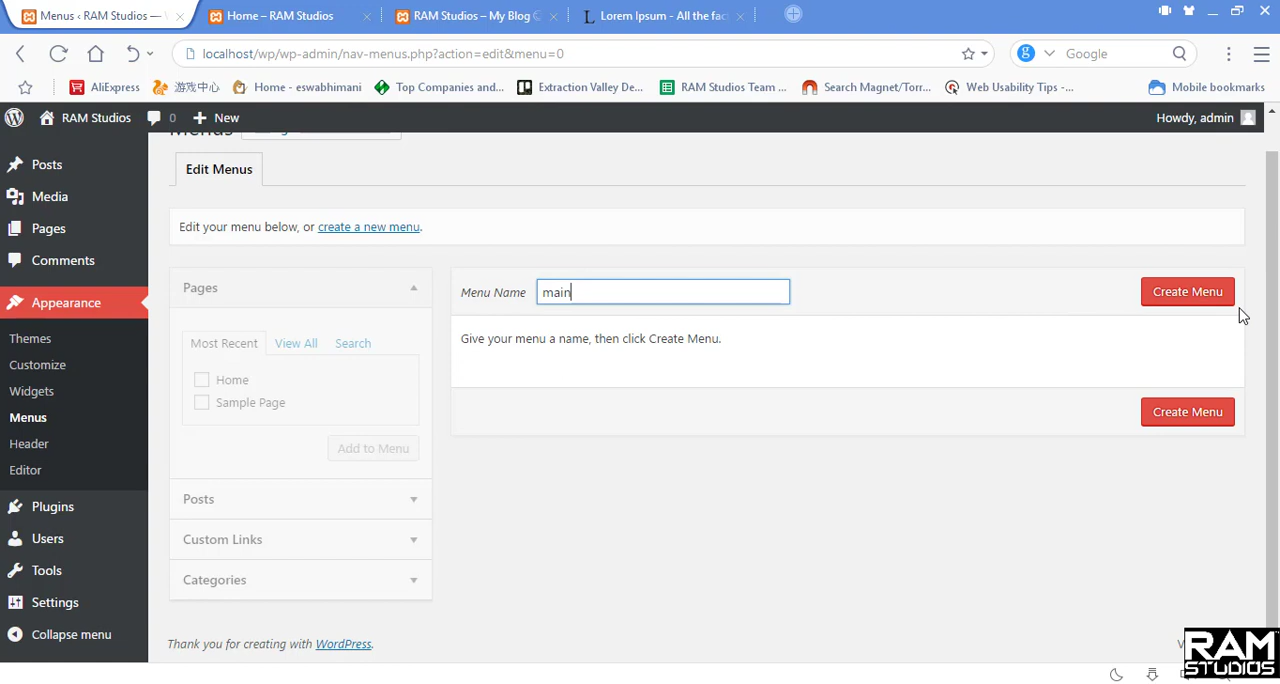 Menus ‹ RAM Studios — 
Home – RAM Studios
RAM Studios – My Blog
Lorem Ipsum - All the fac
localhost/wp/wp-admin/nav-menus.php?action=edit&menu=0
g
Google
AliExpress
游戏中心
Home - eswabhimani
Top Companies and...
Extraction Valley De...
RAM Studios Team ...
Search Magnet/Torr...
Web Usability Tips -...
Mobile bookmarks
RAM Studios
0
New
Howdy, admin
Menus
Posts
Media
Pages
Comments
Appearance
Themes
Customize
Widgets
Menus
Header
Editor
Plugins
Users
Tools
Settings
Collapse menu
Edit Menus
Edit your menu below, or create a new menu.
Pages
Most Recent
View All
Search
Home
Sample Page
Add to Menu
Posts
Custom Links
Categories
Menu Name
main
Create Menu
Give your menu a name, then click Create Menu.
Create Menu
Thank you for creating with WordPress.
RAM
STUDIOS